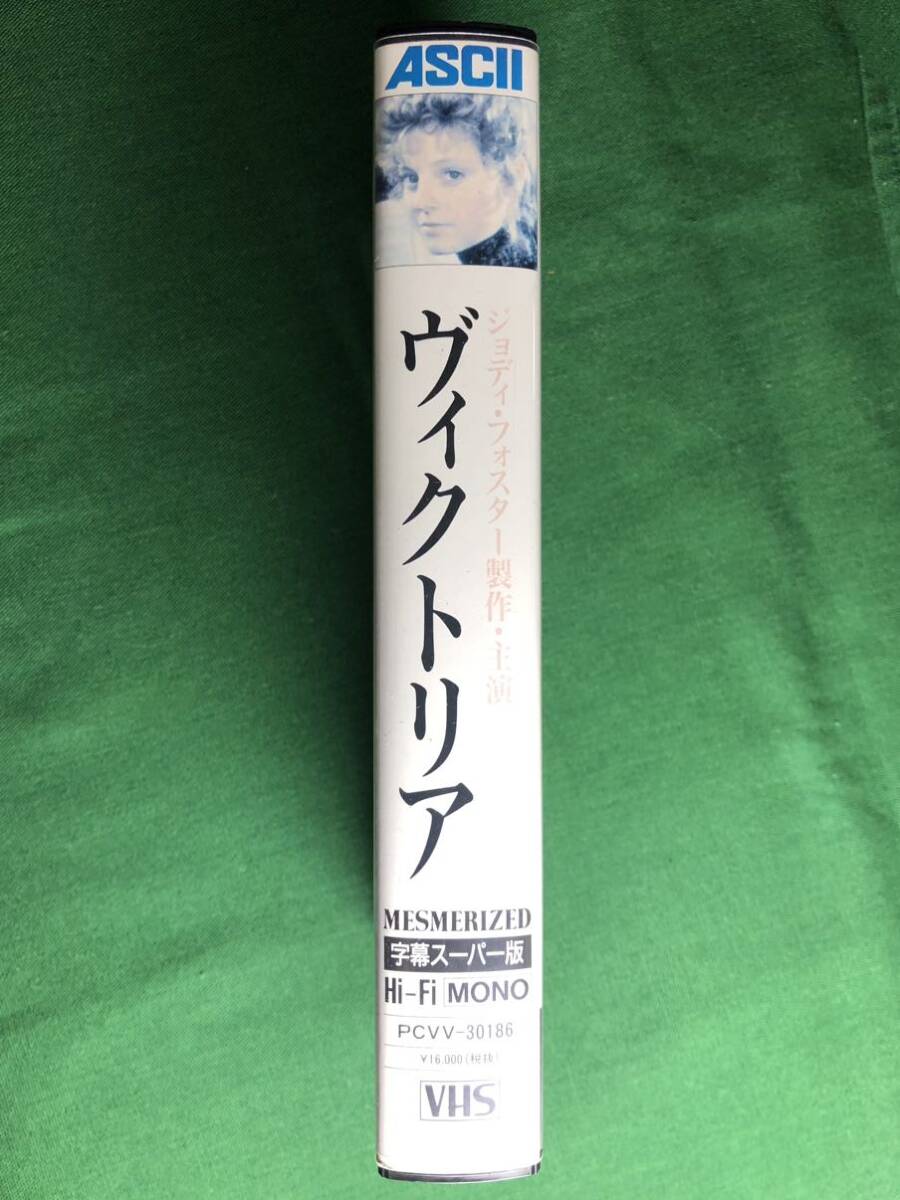 ASCII
ジョディ・フォスター製作・主演
ヴィクトリア
MESMERIZED
字幕スーパー版
Hi-Fi MONO
PCVV-30186
¥16,000(税抜)
VHS